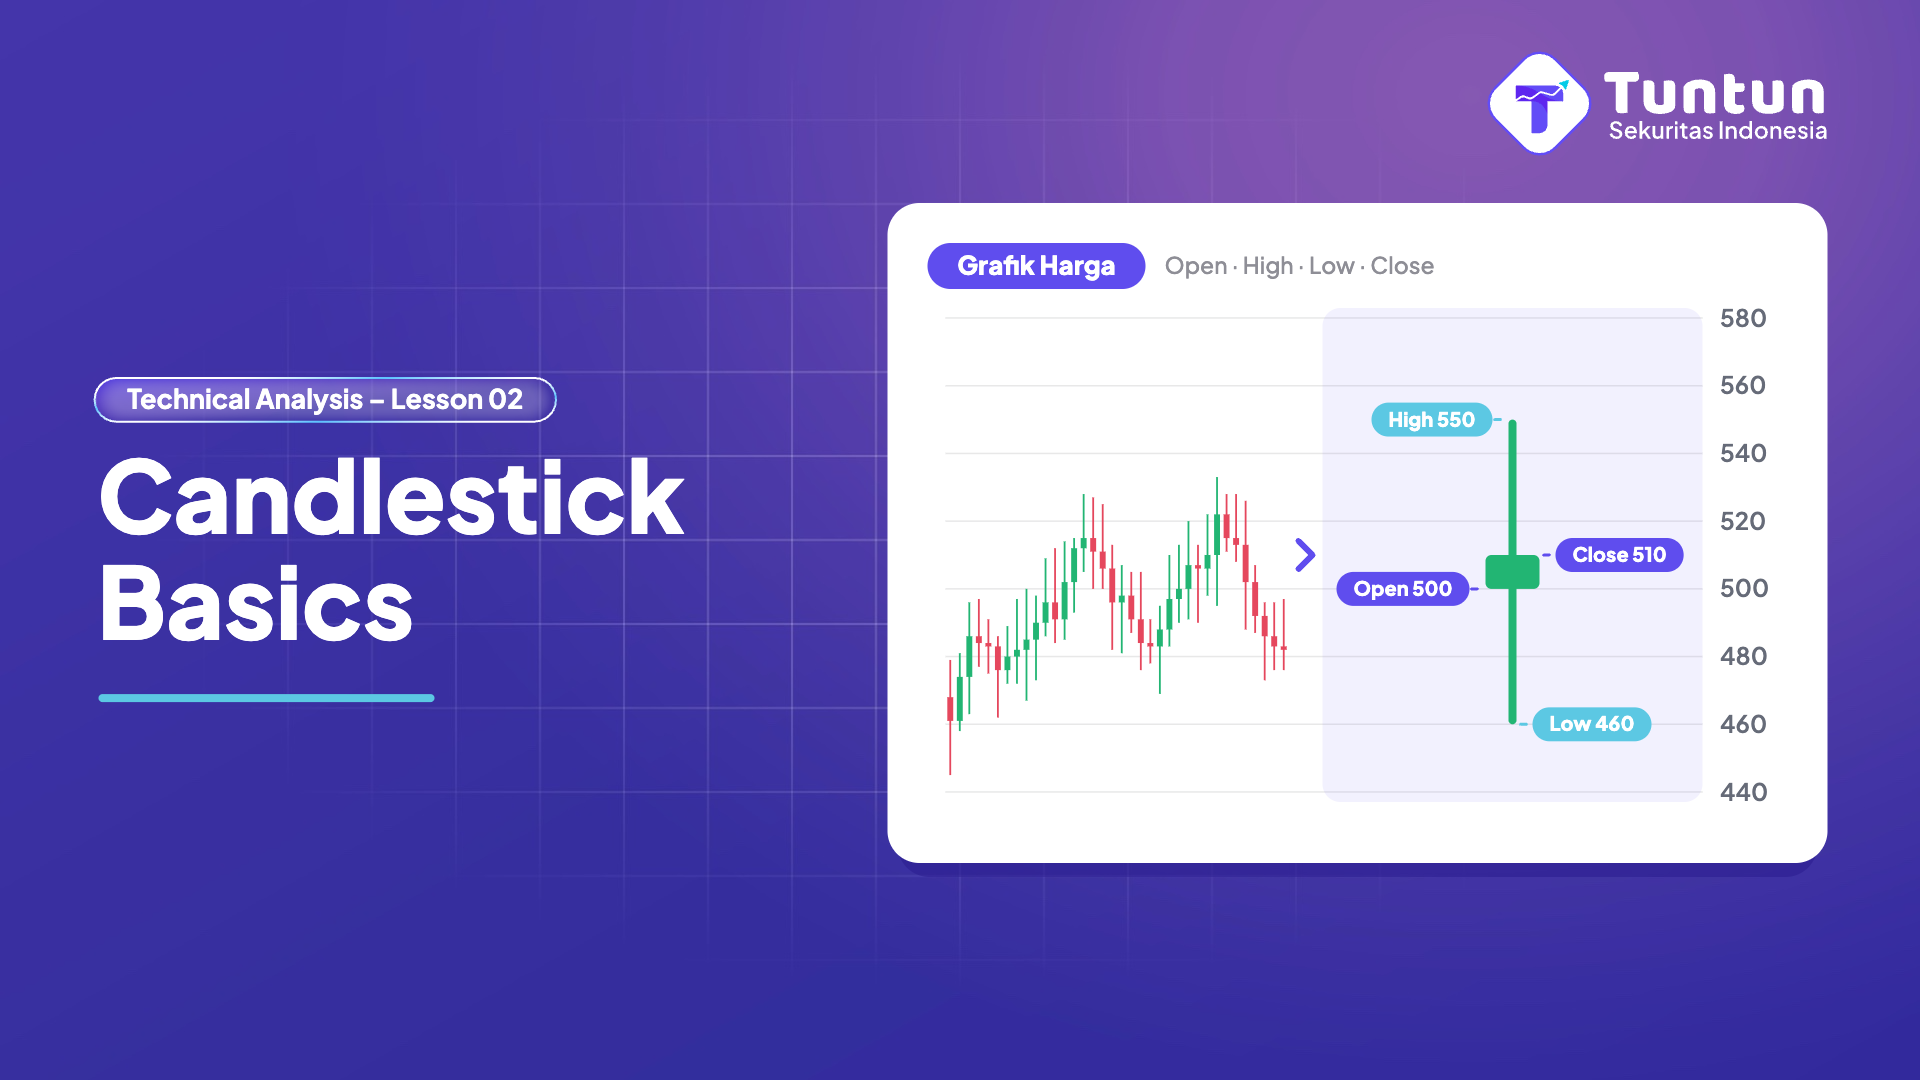 Tuntun
Sekuritas Indonesia
Technical Analysis – Lesson 02
Candlestick
Basics
Grafik Harga
Open · High · Low · Close
580
560
High 550
540
520
Close 510
Open 500
500
480
Low 460
460
440